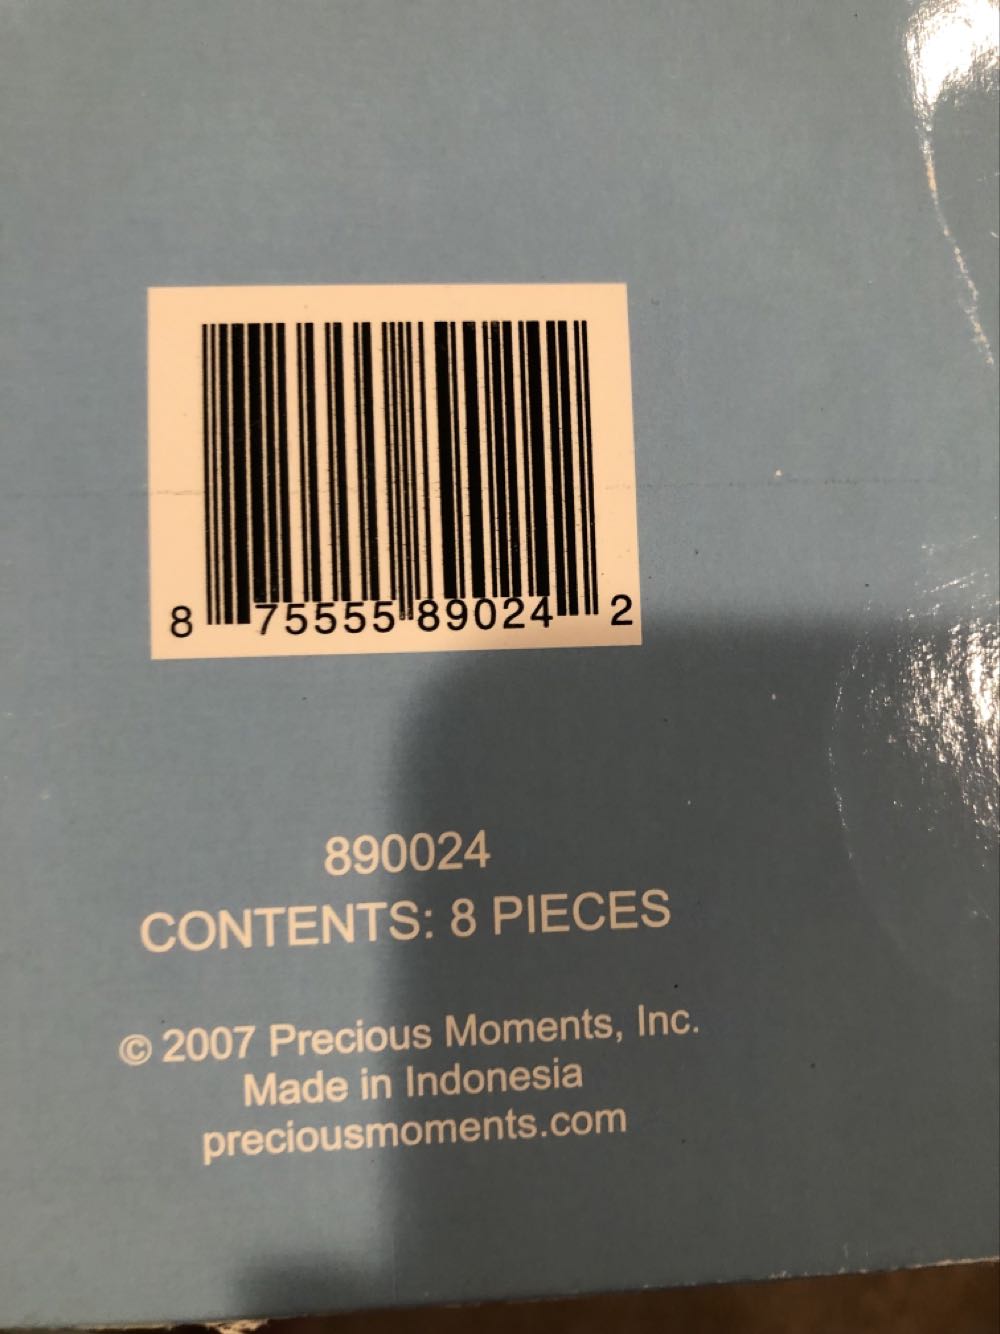 8 75555 89024 2
890024
CONTENTS: 8 PIECES
© 2007 Precious Moments, Inc.
Made in Indonesia
preciousmoments.com